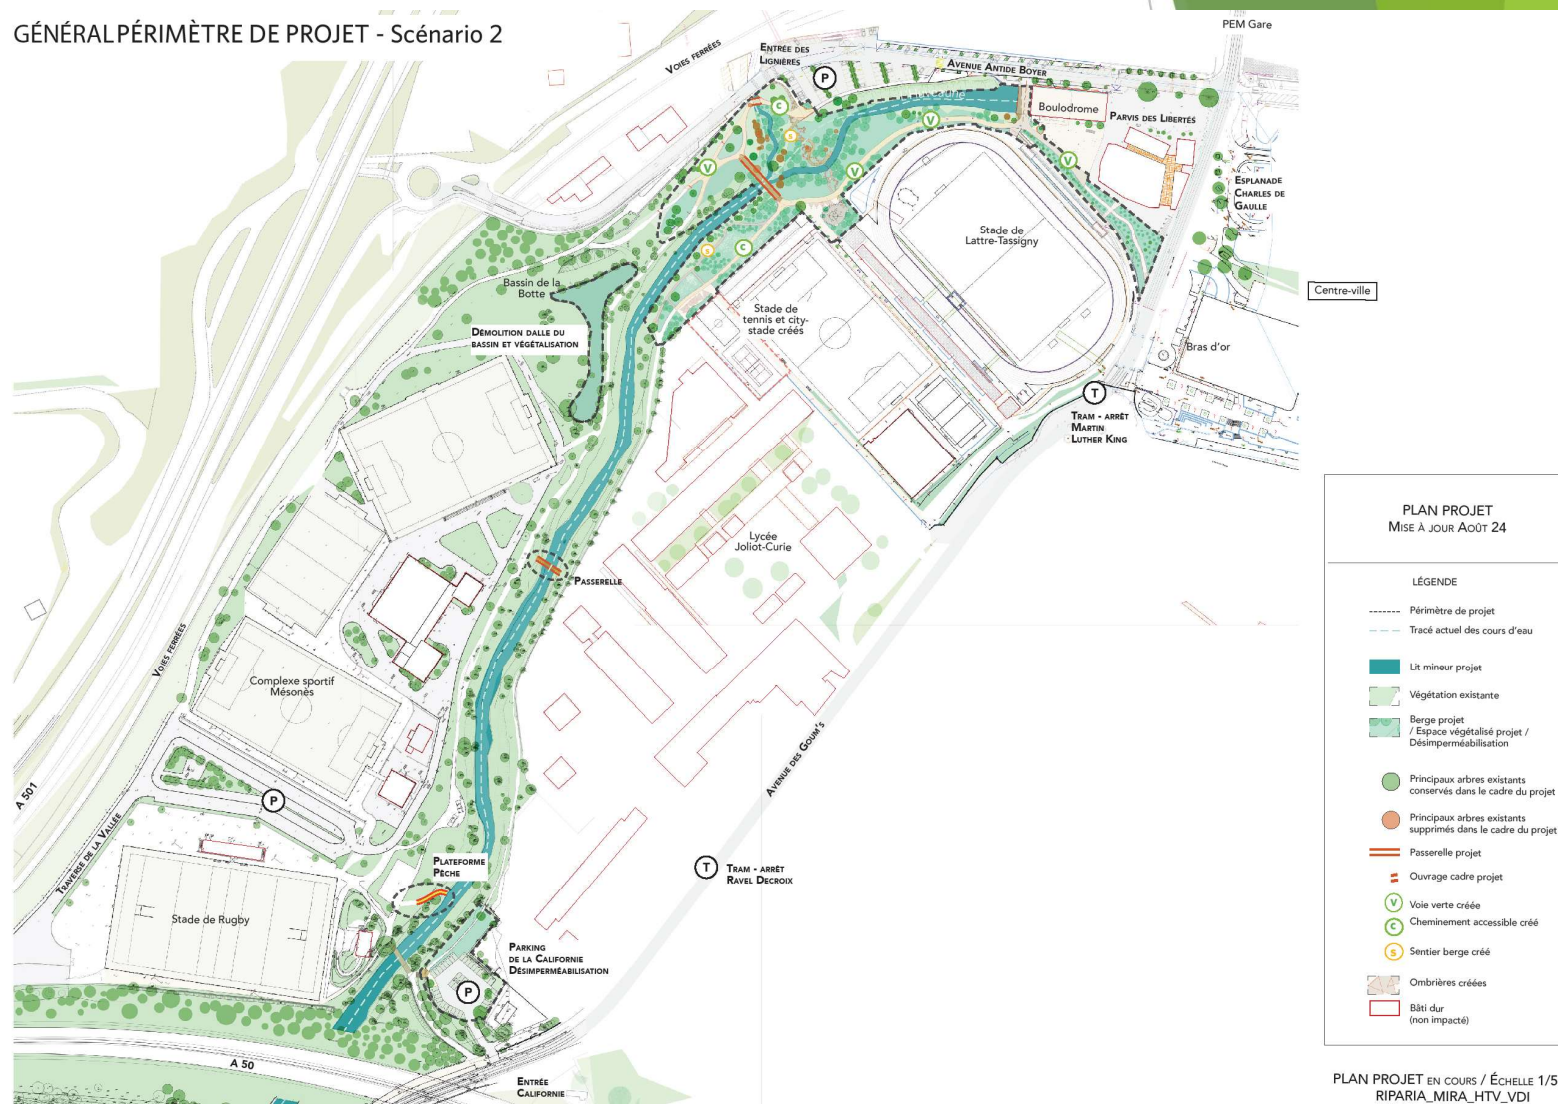 GÉNÉRAL PÉRIMÈTRE DE PROJET - Scénario 2
PEM Gare
VOIES FERRÉES
ENTRÉE DES
LIGNIÈRES
P
AVENUE ANTIDE BOYER
Boulodrome
PARVIS DES LIBERTÉS
C
S
V
V
V
V
ESPLANADE
CHARLES DE
GAULLE
Stade de
Lattre-Tassigny
S
C
Bassin de la
Botte
Centre-ville
Stade de
tennis et city-
stade créés
DÉMOLITION DALLE DU
BASSIN ET VÉGÉTALISATION
Bras d'or
T
TRAM - ARRÊT
MARTIN
LUTHER KING
Lycée
Joliot-Curie
PASSERELLE
VOIES FERRÉES
Complexe sportif
Mésonès
AVENUE DES GOUM'S
A 501
P
TRAVERSE DE LA VALLÉE
PLATEFORME
PÊCHE
T
TRAM - ARRÊT
RAVEL DECROIX
Stade de Rugby
PARKING
DE LA CALIFORNIE
DÉSIMPERMÉABILISATION
P
A 50
ENTRÉE
CALIFORNIE
PLAN PROJET
MISE À JOUR AOÛT 24
LÉGENDE
Périmètre de projet
Tracé actuel des cours d'eau
Lit mineur projet
Végétation existante
Berge projet
/ Espace végétalisé projet /
Désimperméabilisation
Principaux arbres existants
conservés dans le cadre du projet
Principaux arbres existants
supprimés dans le cadre du projet
Passerelle projet
Ouvrage cadre projet
V Voie verte créée
C Cheminement accessible créé
S Sentier berge créé
Ombrières créées
Bâti dur
(non impacté)
PLAN PROJET EN COURS / ÉCHELLE 1/5
RIPARIA_MIRA_HTV_VDI